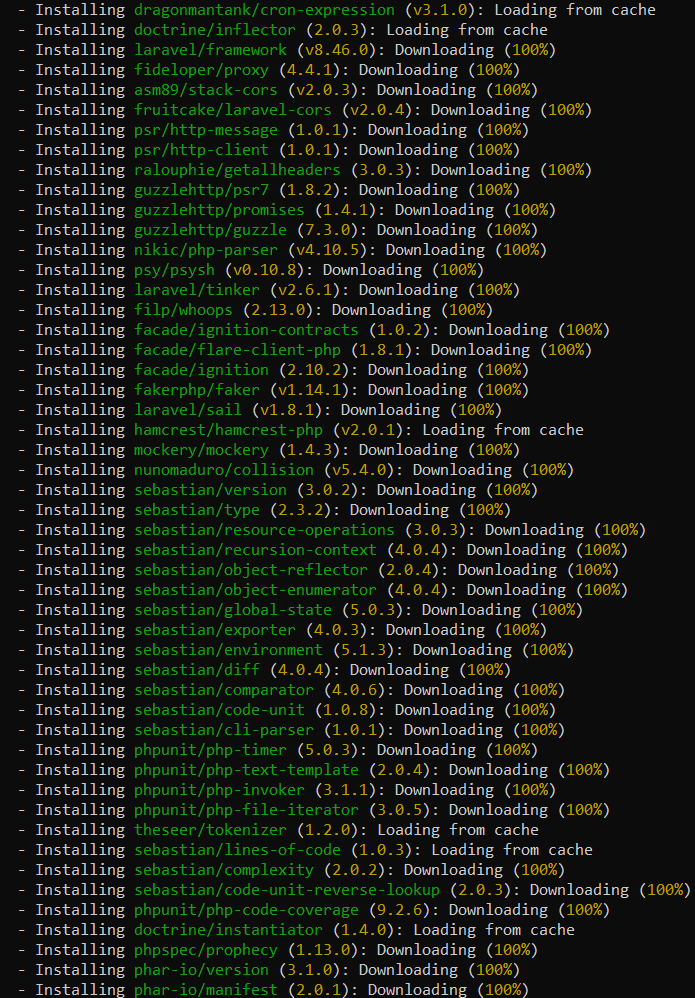 - Installing dragonmantank/cron-expression (v3.1.0): Loading from cache
- Installing doctrine/inflector (2.0.3): Loading from cache
- Installing laravel/framework (v8.46.0): Downloading (100%)
- Installing fideloper/proxy (4.4.1): Downloading (100%)
- Installing asm89/stack-cors (v2.0.3): Downloading (100%)
- Installing fruitcake/laravel-cors (v2.0.4): Downloading (100%)
- Installing psr/http-message (1.0.1): Downloading (100%)
- Installing psr/http-client (1.0.1): Downloading (100%)
- Installing ralouphie/getallheaders (3.0.3): Downloading (100%)
- Installing guzzlehttp/psr7 (1.8.2): Downloading (100%)
- Installing guzzlehttp/promises (1.4.1): Downloading (100%)
- Installing guzzlehttp/guzzle (7.3.0): Downloading (100%)
- Installing nikic/php-parser (v4.10.5): Downloading (100%)
- Installing psy/psysh (v0.10.8): Downloading (100%)
- Installing laravel/tinker (v2.6.1): Downloading (100%)
- Installing filp/whoops (2.13.0): Downloading (100%)
- Installing facade/ignition-contracts (1.0.2): Downloading (100%)
- Installing facade/flare-client-php (1.8.1): Downloading (100%)
- Installing facade/ignition (2.10.2): Downloading (100%)
- Installing fakerphp/faker (v1.14.1): Downloading (100%)
- Installing laravel/sail (v1.8.1): Downloading (100%)
- Installing hamcrest/hamcrest-php (v2.0.1): Loading from cache
- Installing mockery/mockery (1.4.3): Downloading (100%)
- Installing nunomaduro/collision (v5.4.0): Downloading (100%)
- Installing sebastian/version (3.0.2): Downloading (100%)
- Installing sebastian/type (2.3.2): Downloading (100%)
- Installing sebastian/resource-operations (3.0.3): Downloading (100%)
- Installing sebastian/recursion-context (4.0.4): Downloading (100%)
- Installing sebastian/object-reflector (2.0.4): Downloading (100%)
- Installing sebastian/object-enumerator (4.0.4): Downloading (100%)
- Installing sebastian/global-state (5.0.3): Downloading (100%)
- Installing sebastian/exporter (4.0.3): Downloading (100%)
- Installing sebastian/environment (5.1.3): Downloading (100%)
- Installing sebastian/diff (4.0.4): Downloading (100%)
- Installing sebastian/comparator (4.0.6): Downloading (100%)
- Installing sebastian/code-unit (1.0.8): Downloading (100%)
- Installing sebastian/cli-parser (1.0.1): Downloading (100%)
- Installing phpunit/php-timer (5.0.3): Downloading (100%)
- Installing phpunit/php-text-template (2.0.4): Downloading (100%)
- Installing phpunit/php-invoker (3.1.1): Downloading (100%)
- Installing phpunit/php-file-iterator (3.0.5): Downloading (100%)
- Installing theseer/tokenizer (1.2.0): Loading from cache
- Installing sebastian/lines-of-code (1.0.3): Loading from cache
- Installing sebastian/complexity (2.0.2): Downloading (100%)
- Installing sebastian/code-unit-reverse-lookup (2.0.3): Downloading (100%)
- Installing phpunit/php-code-coverage (9.2.6): Downloading (100%)
- Installing doctrine/instantiator (1.4.0): Loading from cache
- Installing phpspec/prophecy (1.13.0): Downloading (100%)
- Installing phar-io/version (3.1.0): Downloading (100%)
- Installing phar-io/manifest (2.0.1): Downloading (100%)